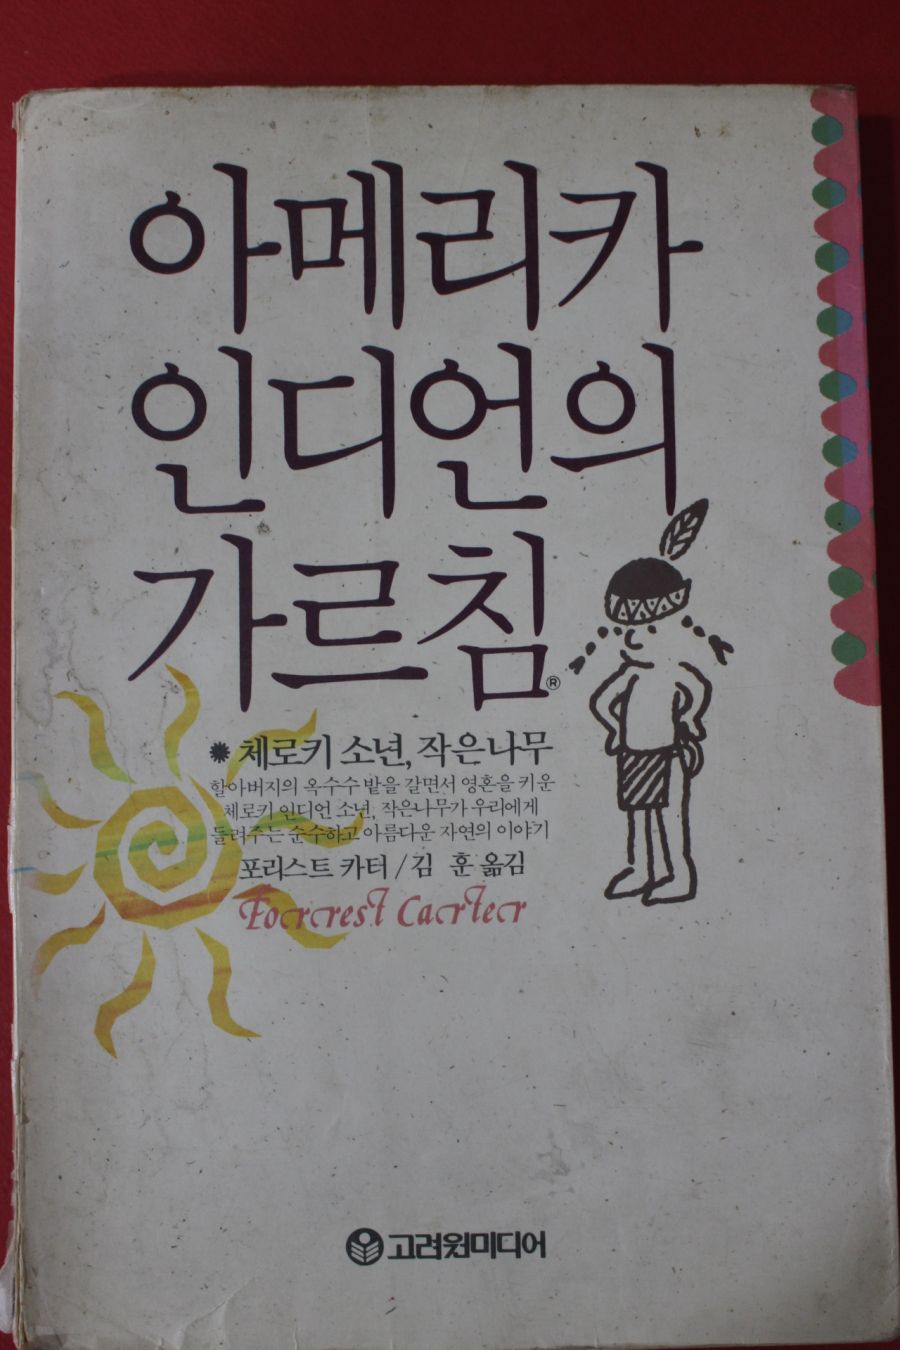 아메리카
인디언의
가르침®
체로키 소년, 작은나무
할아버지의 옥수수 밭을 갈면서 영혼을 키운
체로키 인디언 소년, 작은나무가 우리에게
들려주는 순수하고 아름다운 자연의 이야기
포리스트 카터/김 훈 옮김
Forrest Carter
고려원미디어